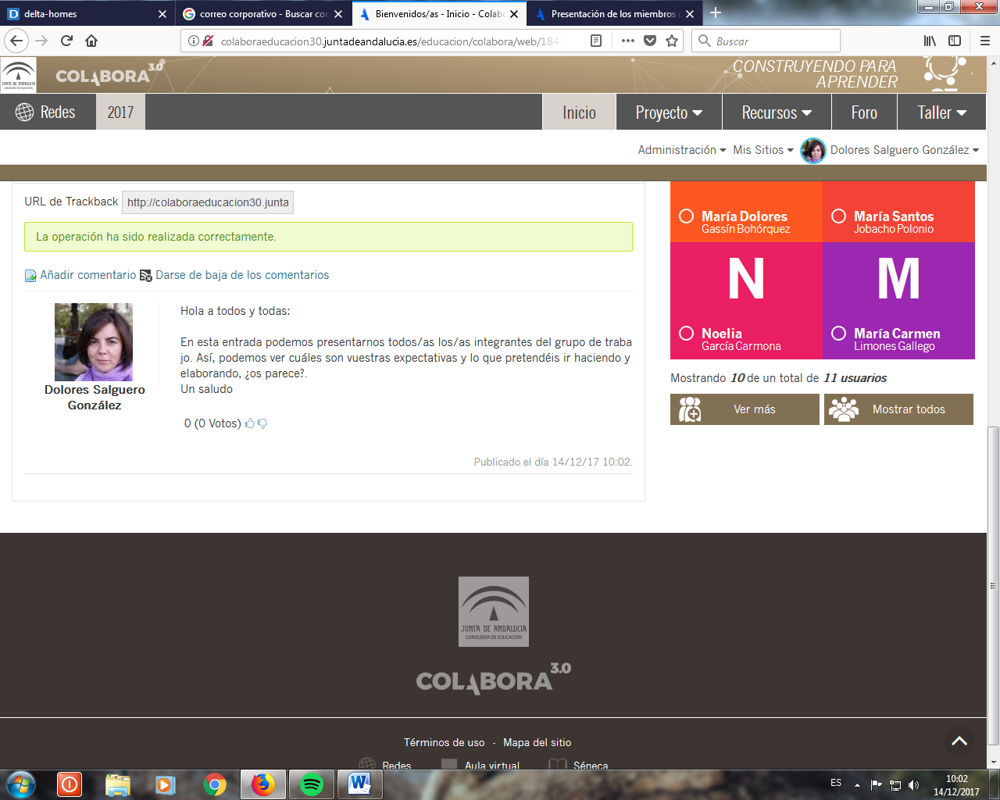 delta-homes
correo corporativo - Buscar con
Bienvenidos/as - Inicio - Colab
Presentación de los miembros
colaboraeducacion30.juntadeandalucia.es/educacion/colabora/web/184
Buscar
JUNTA DE ANDALUCIA
CONSEJERÍA DE EDUCACIÓN
COLABORA 3.0
CONSTRUYENDO PARA
APRENDER
Redes
2017
Inicio
Proyecto
Recursos
Foro
Taller
Administración
Mis Sitios
Dolores Salguero González
URL de Trackback
http://colaboraeducacion30.junta
La operación ha sido realizada correctamente.
Añadir comentario
Darse de baja de los comentarios
Dolores Salguero
González
Hola a todos y todas:
En esta entrada podemos presentarnos todos/as los/as integrantes del grupo de traba
jo. Así, podemos ver cuáles son vuestras expectativas y lo que pretendéis ir haciendo y
elaborando, ¿os parece?.
Un saludo
0 (0 Votos)
Publicado el día 14/12/17 10:02.
María Dolores
Gassín Bohórquez
María Santos
Jobacho Polonio
N
Noelia
García Carmona
M
María Carmen
Limones Gallego
Mostrando 10 de un total de 11 usuarios
Ver más
Mostrar todos
JUNTA DE ANDALUCIA
CONSEJERÍA DE EDUCACIÓN
COLABORA 3.0
Términos de uso - Mapa del sitio
Redes
Aula virtual
Séneca
ES
10:02
14/12/2017